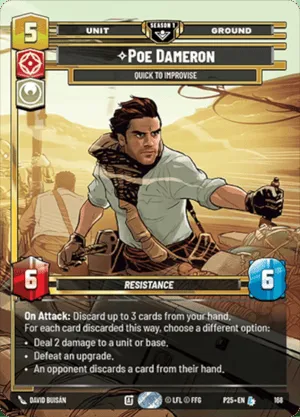 5
UNIT
SEASON 1
GROUND
✧POE DAMERON
QUICK TO IMPROVISE
6
RESISTANCE
6
On Attack: Discard up to 3 cards from your hand.
For each card discarded this way, choose a different option:
• Deal 2 damage to a unit or base.
• Defeat an upgrade.
• An opponent discards a card from their hand.
DAVID BUISÁN
© LFL © FFG
P25•EN
168